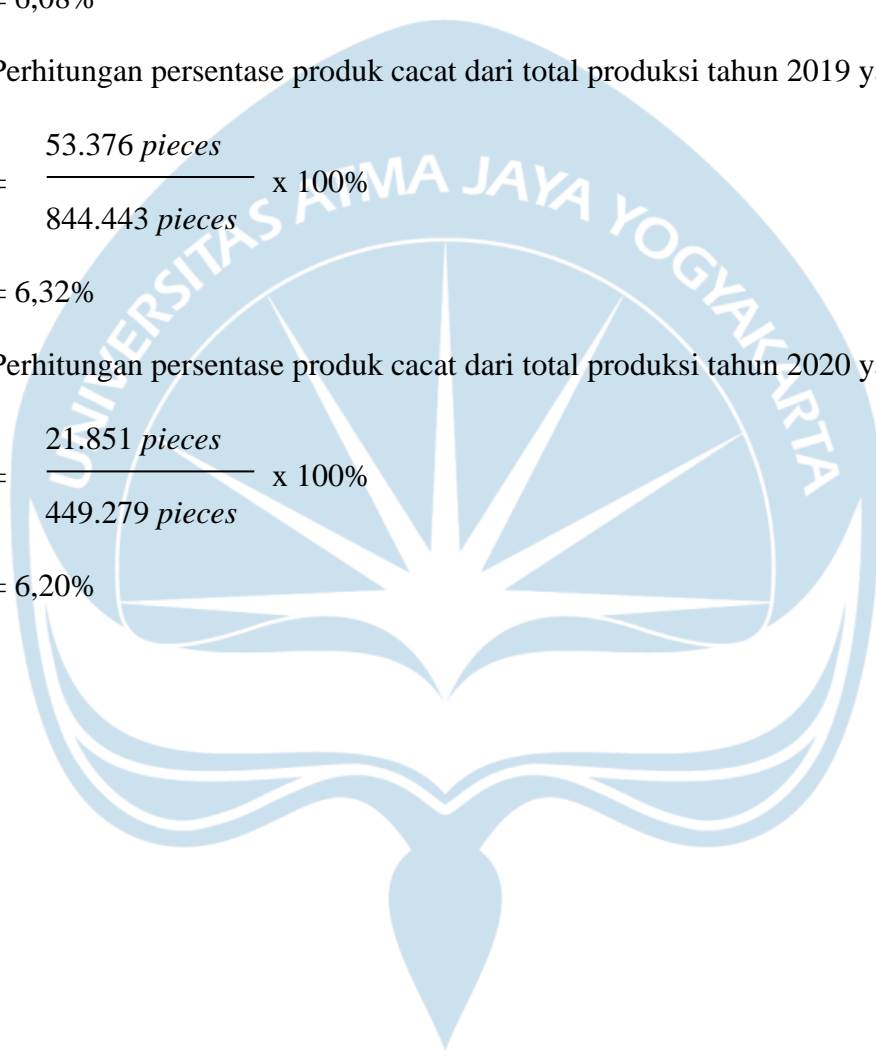 = 6,08%
Perhitungan persentase produk cacat dari total produksi tahun 2019
53.376 pieces
= x 100%
844.443 pieces
= 6,32%
Perhitungan persentase produk cacat dari total produksi tahun 2020
21.851 pieces
= x 100%
449.279 pieces
= 6,20%
UNIVERSITAS ATMA JAYA YOGYAKARTA